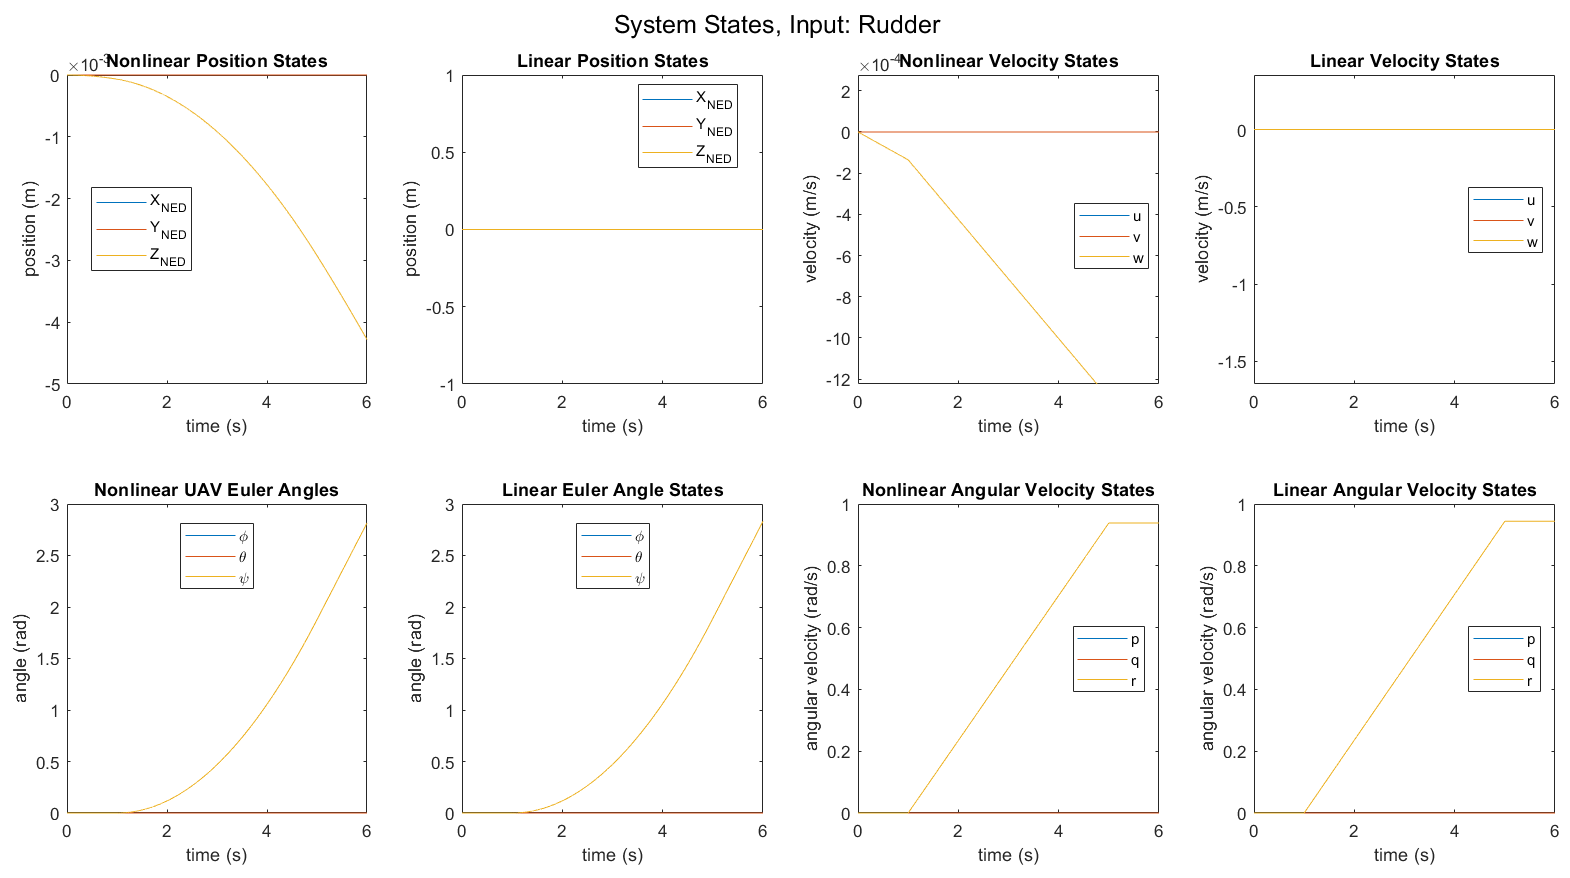 System States, Input: Rudder
×10⁻³
Nonlinear Position States
0
-1
-2
-3
-4
-5
position (m)
X_NED
Y_NED
Z_NED
0 2 4 6
time (s)
Linear Position States
1
0.5
0
-0.5
-1
position (m)
X_NED
Y_NED
Z_NED
0 2 4 6
time (s)
×10⁻⁴
Nonlinear Velocity States
2
0
-2
-4
-6
-8
-10
-12
velocity (m/s)
u
v
w
0 2 4 6
time (s)
Linear Velocity States
0
-0.5
-1
-1.5
velocity (m/s)
u
v
w
0 2 4 6
time (s)
Nonlinear UAV Euler Angles
3
2.5
2
1.5
1
0.5
0
angle (rad)
ϕ
θ
ψ
0 2 4 6
time (s)
Linear Euler Angle States
3
2.5
2
1.5
1
0.5
0
angle (rad)
ϕ
θ
ψ
0 2 4 6
time (s)
Nonlinear Angular Velocity States
1
0.8
0.6
0.4
0.2
0
angular velocity (rad/s)
p
q
r
0 2 4 6
time (s)
Linear Angular Velocity States
1
0.8
0.6
0.4
0.2
0
angular velocity (rad/s)
p
q
r
0 2 4 6
time (s)